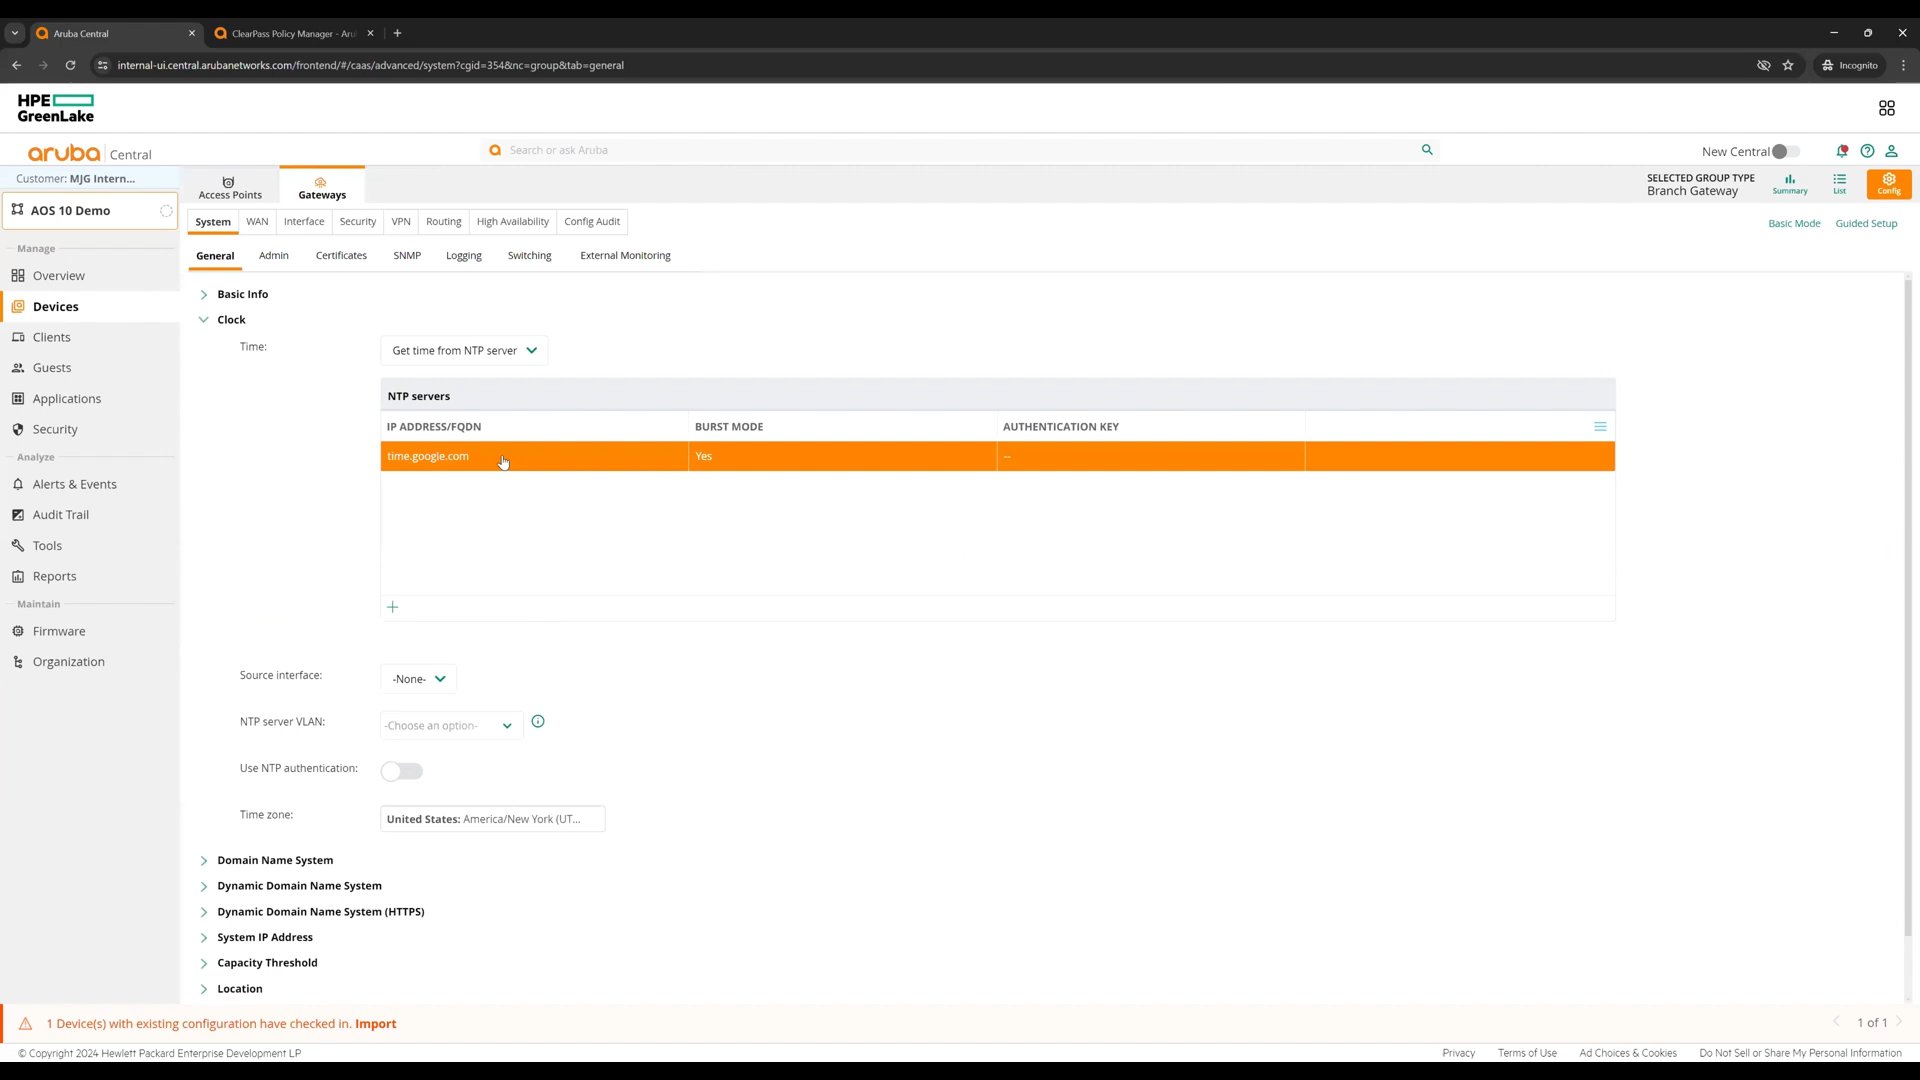 Aruba Central
ClearPass Policy Manager - Aru
internal-ui.central.arubanetworks.com/frontend/#/caas/advanced/system?cgid=354&nc=group&tab=general
Incognito
HPE
GreenLake
aruba Central
Search or ask Aruba
New Central
Customer: MJG Intern...
AOS 10 Demo
Access Points
Gateways
SELECTED GROUP TYPE
Branch Gateway
Summary
List
Config
System
WAN
Interface
Security
VPN
Routing
High Availability
Config Audit
Basic Mode
Guided Setup
General
Admin
Certificates
SNMP
Logging
Switching
External Monitoring
Manage
Overview
Devices
Clients
Guests
Applications
Security
Analyze
Alerts & Events
Audit Trail
Tools
Reports
Maintain
Firmware
Organization
Basic Info
Clock
Time:
Get time from NTP server
NTP servers
IP ADDRESS/FQDN
BURST MODE
AUTHENTICATION KEY
time.google.com
Yes
--
Source interface:
-None-
NTP server VLAN:
-Choose an option-
Use NTP authentication:
Time zone:
United States: America/New York (UT...
Domain Name System
Dynamic Domain Name System
Dynamic Domain Name System (HTTPS)
System IP Address
Capacity Threshold
Location
1 Device(s) with existing configuration have checked in. Import
1 of 1
© Copyright 2024 Hewlett Packard Enterprise Development LP
Privacy
Terms of Use
Ad Choices & Cookies
Do Not Sell or Share My Personal Information